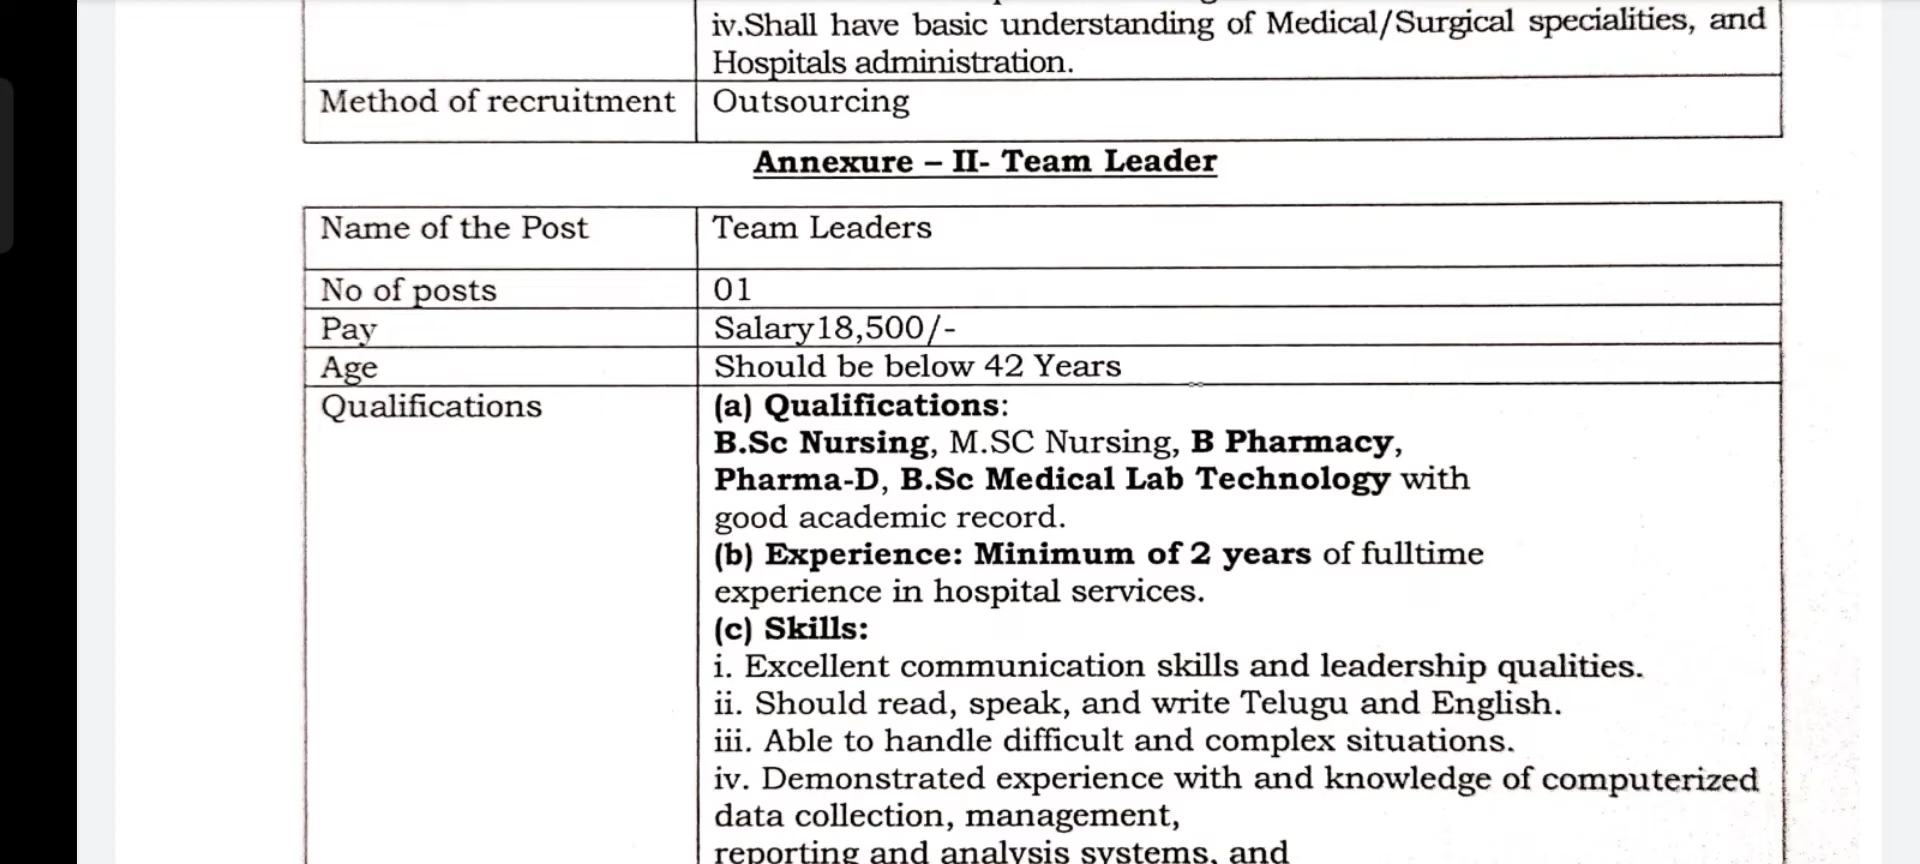 iv.Shall have basic understanding of Medical/Surgical specialities, and
Hospitals administration.
Method of recruitment Outsourcing
Annexure – II- Team Leader
Name of the Post Team Leaders
No of posts 01
Pay Salary18,500/-
Age Should be below 42 Years
Qualifications (a) Qualifications:
B.Sc Nursing, M.SC Nursing, B Pharmacy,
Pharma-D, B.Sc Medical Lab Technology with
good academic record.
(b) Experience: Minimum of 2 years of fulltime
experience in hospital services.
(c) Skills:
i. Excellent communication skills and leadership qualities.
ii. Should read, speak, and write Telugu and English.
iii. Able to handle difficult and complex situations.
iv. Demonstrated experience with and knowledge of computerized
data collection, management,
reporting and analysis systems, and